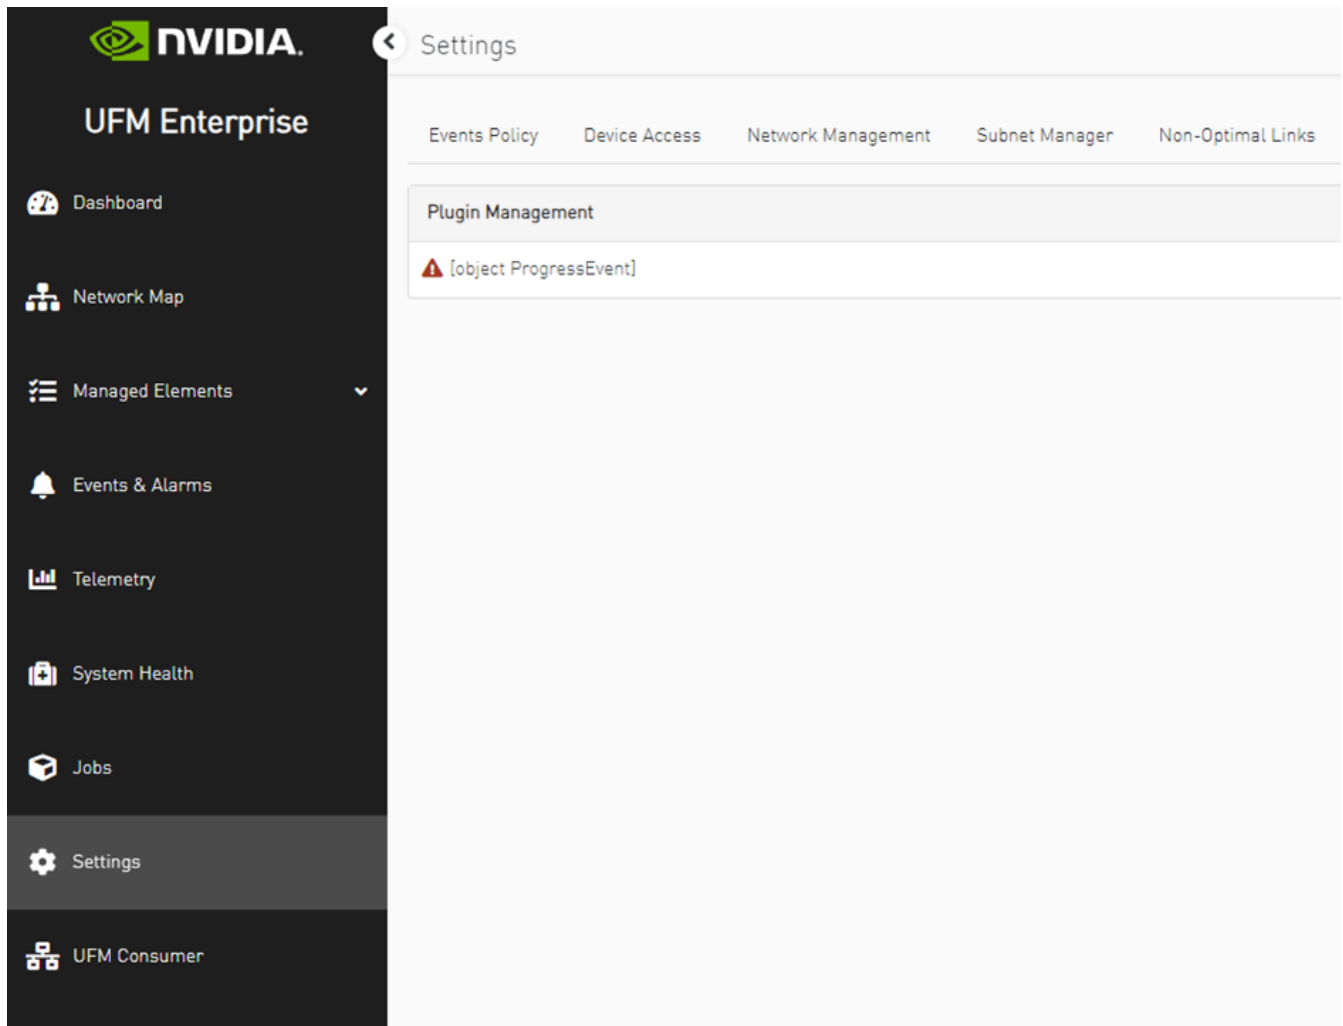 NVIDIA.
UFM Enterprise
Dashboard
Network Map
Managed Elements
Events & Alarms
Telemetry
System Health
Jobs
Settings
UFM Consumer
Settings
Events Policy Device Access Network Management Subnet Manager Non-Optimal Links
Plugin Management
[object ProgressEvent]